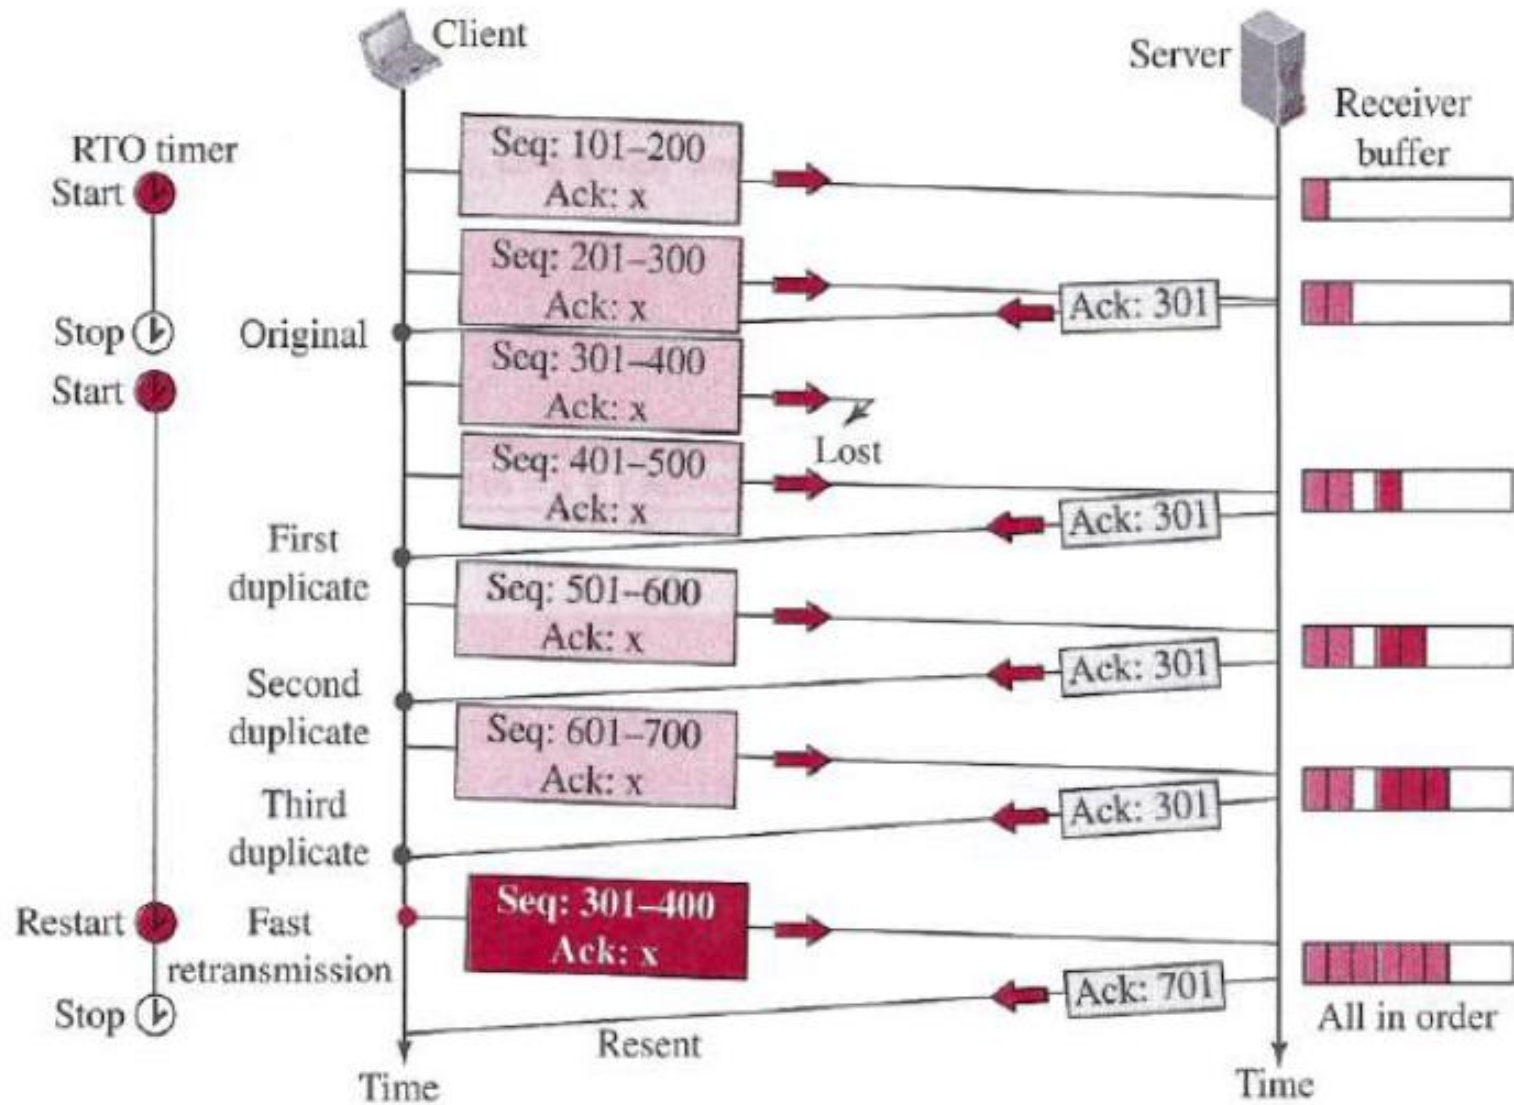 Client
Server
Receiver
buffer
RTO timer
Start
Seq: 101–200
Ack: x
Seq: 201–300
Ack: x
Ack: 301
Stop
Original
Start
Seq: 301–400
Ack: x
Lost
Seq: 401–500
Ack: x
Ack: 301
First
duplicate
Seq: 501–600
Ack: x
Ack: 301
Second
duplicate
Seq: 601–700
Ack: x
Ack: 301
Third
duplicate
Seq: 301–400
Ack: x
Restart
Fast
retransmission
Ack: 701
Stop
Resent
All in order
Time
Time